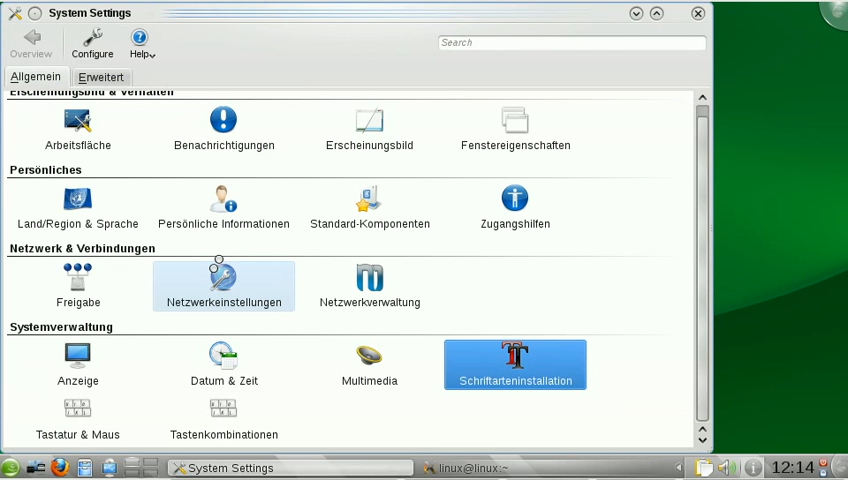 System Settings
Overview Configure Help
Search
Allgemein Erweitert
Erscheinungsbild & Verhalten
Arbeitsfläche Benachrichtigungen Erscheinungsbild Fenstereigenschaften
Persönliches
Land/Region & Sprache Persönliche Informationen Standard-Komponenten Zugangshilfen
Netzwerk & Verbindungen
Freigabe Netzwerkeinstellungen Netzwerkverwaltung
Systemverwaltung
Anzeige Datum & Zeit Multimedia Schriftarteninstallation
Tastatur & Maus Tastenkombinationen
System Settings linux@linux:~ 12:14